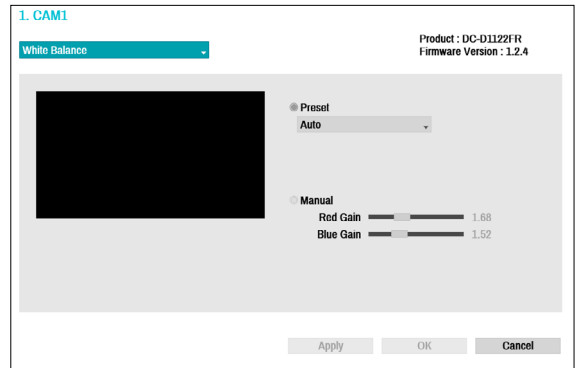 1. CAM1
White Balance
Product : DC-D1122FR
Firmware Version : 1.2.4
Preset
Auto
Manual
Red Gain 1.68
Blue Gain 1.52
Apply OK Cancel